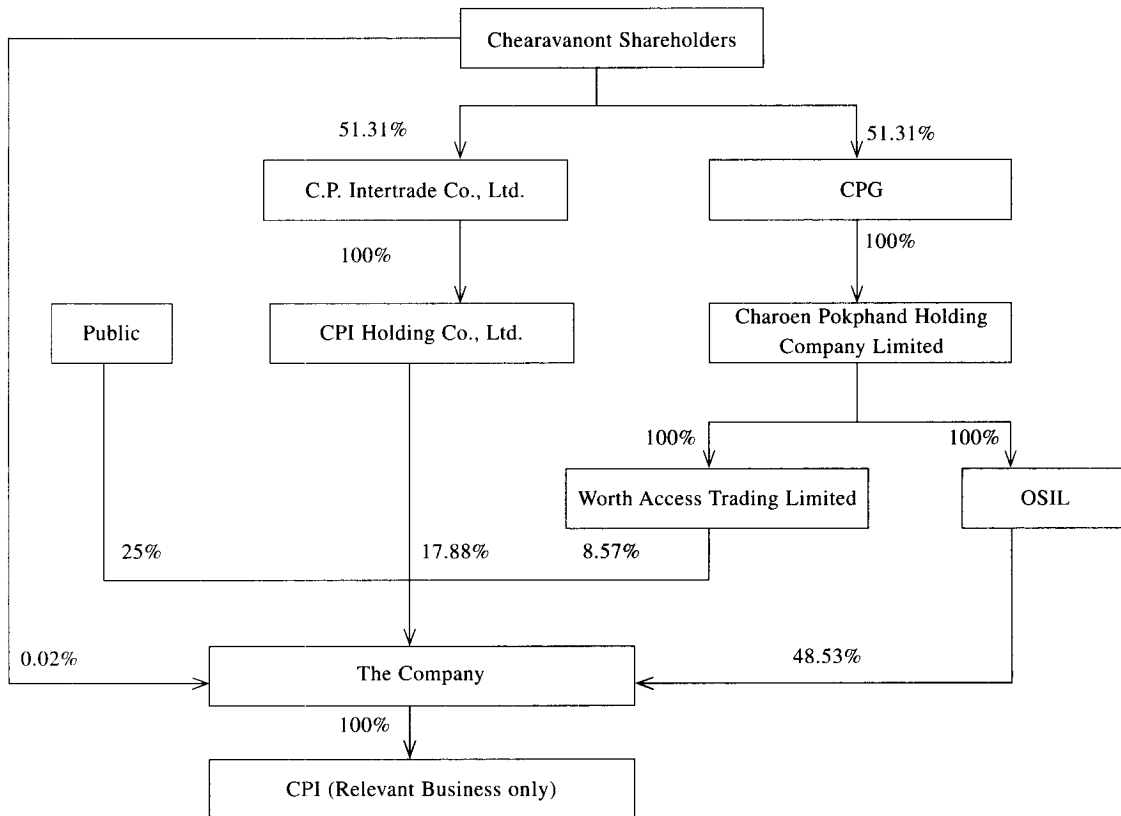 Chearavanont Shareholders
51.31%
51.31%
C.P. Intertrade Co., Ltd.
CPG
100%
100%
Public
CPI Holding Co., Ltd.
Charoen Pokphand Holding
Company Limited
100%
100%
Worth Access Trading Limited
OSIL
25%
17.88%
8.57%
0.02%
The Company
48.53%
100%
CPI (Relevant Business only)